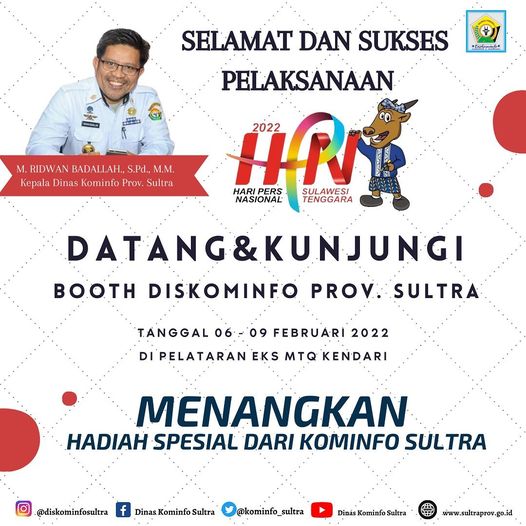 SELAMAT DAN SUKSES
PELAKSANAAN
2022
HPN
HARI PERS
NASIONAL
SULAWESI
TENGGARA
M. RIDWAN BADALLAH., S.Pd., M.M.
Kepala Dinas Kominfo Prov. Sultra
DATANG&KUNJUNGI
BOOTH DISKOMINFO PROV. SULTRA
TANGGAL 06 - 09 FEBRUARI 2022
DI PELATARAN EKS MTQ KENDARI
MENANGKAN
HADIAH SPESIAL DARI KOMINFO SULTRA
@diskominfosultra
Dinas Kominfo Sultra
@kominfo_sultra
Dinas Kominfo Sultra
www.sultraprov.go.id